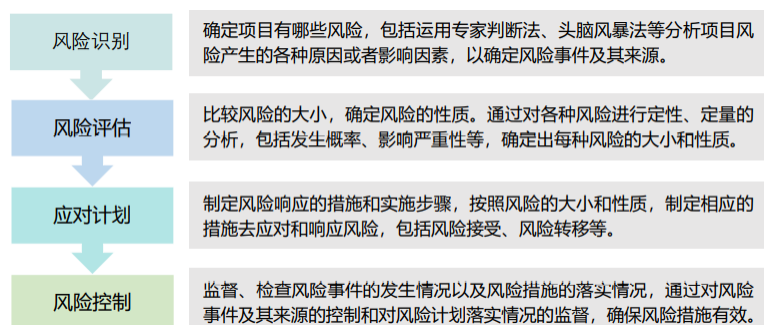 风险识别
确定项目有哪些风险，包括运用专家判断法、头脑风暴法等分析项目风
险产生的各种原因或者影响因素，以确定风险事件及其来源。
风险评估
比较风险的大小，确定风险的性质。通过对各种风险进行定性、定量的
分析，包括发生概率、影响严重性等，确定出每种风险的大小和性质。
应对计划
制定风险响应的措施和实施步骤，按照风险的大小和性质，制定相应的
措施去应对和响应风险，包括风险接受、风险转移等。
风险控制
监督、检查风险事件的发生情况以及风险措施的落实情况，通过对风险
事件及其来源的控制和对风险计划落实情况的监督，确保风险措施有效。